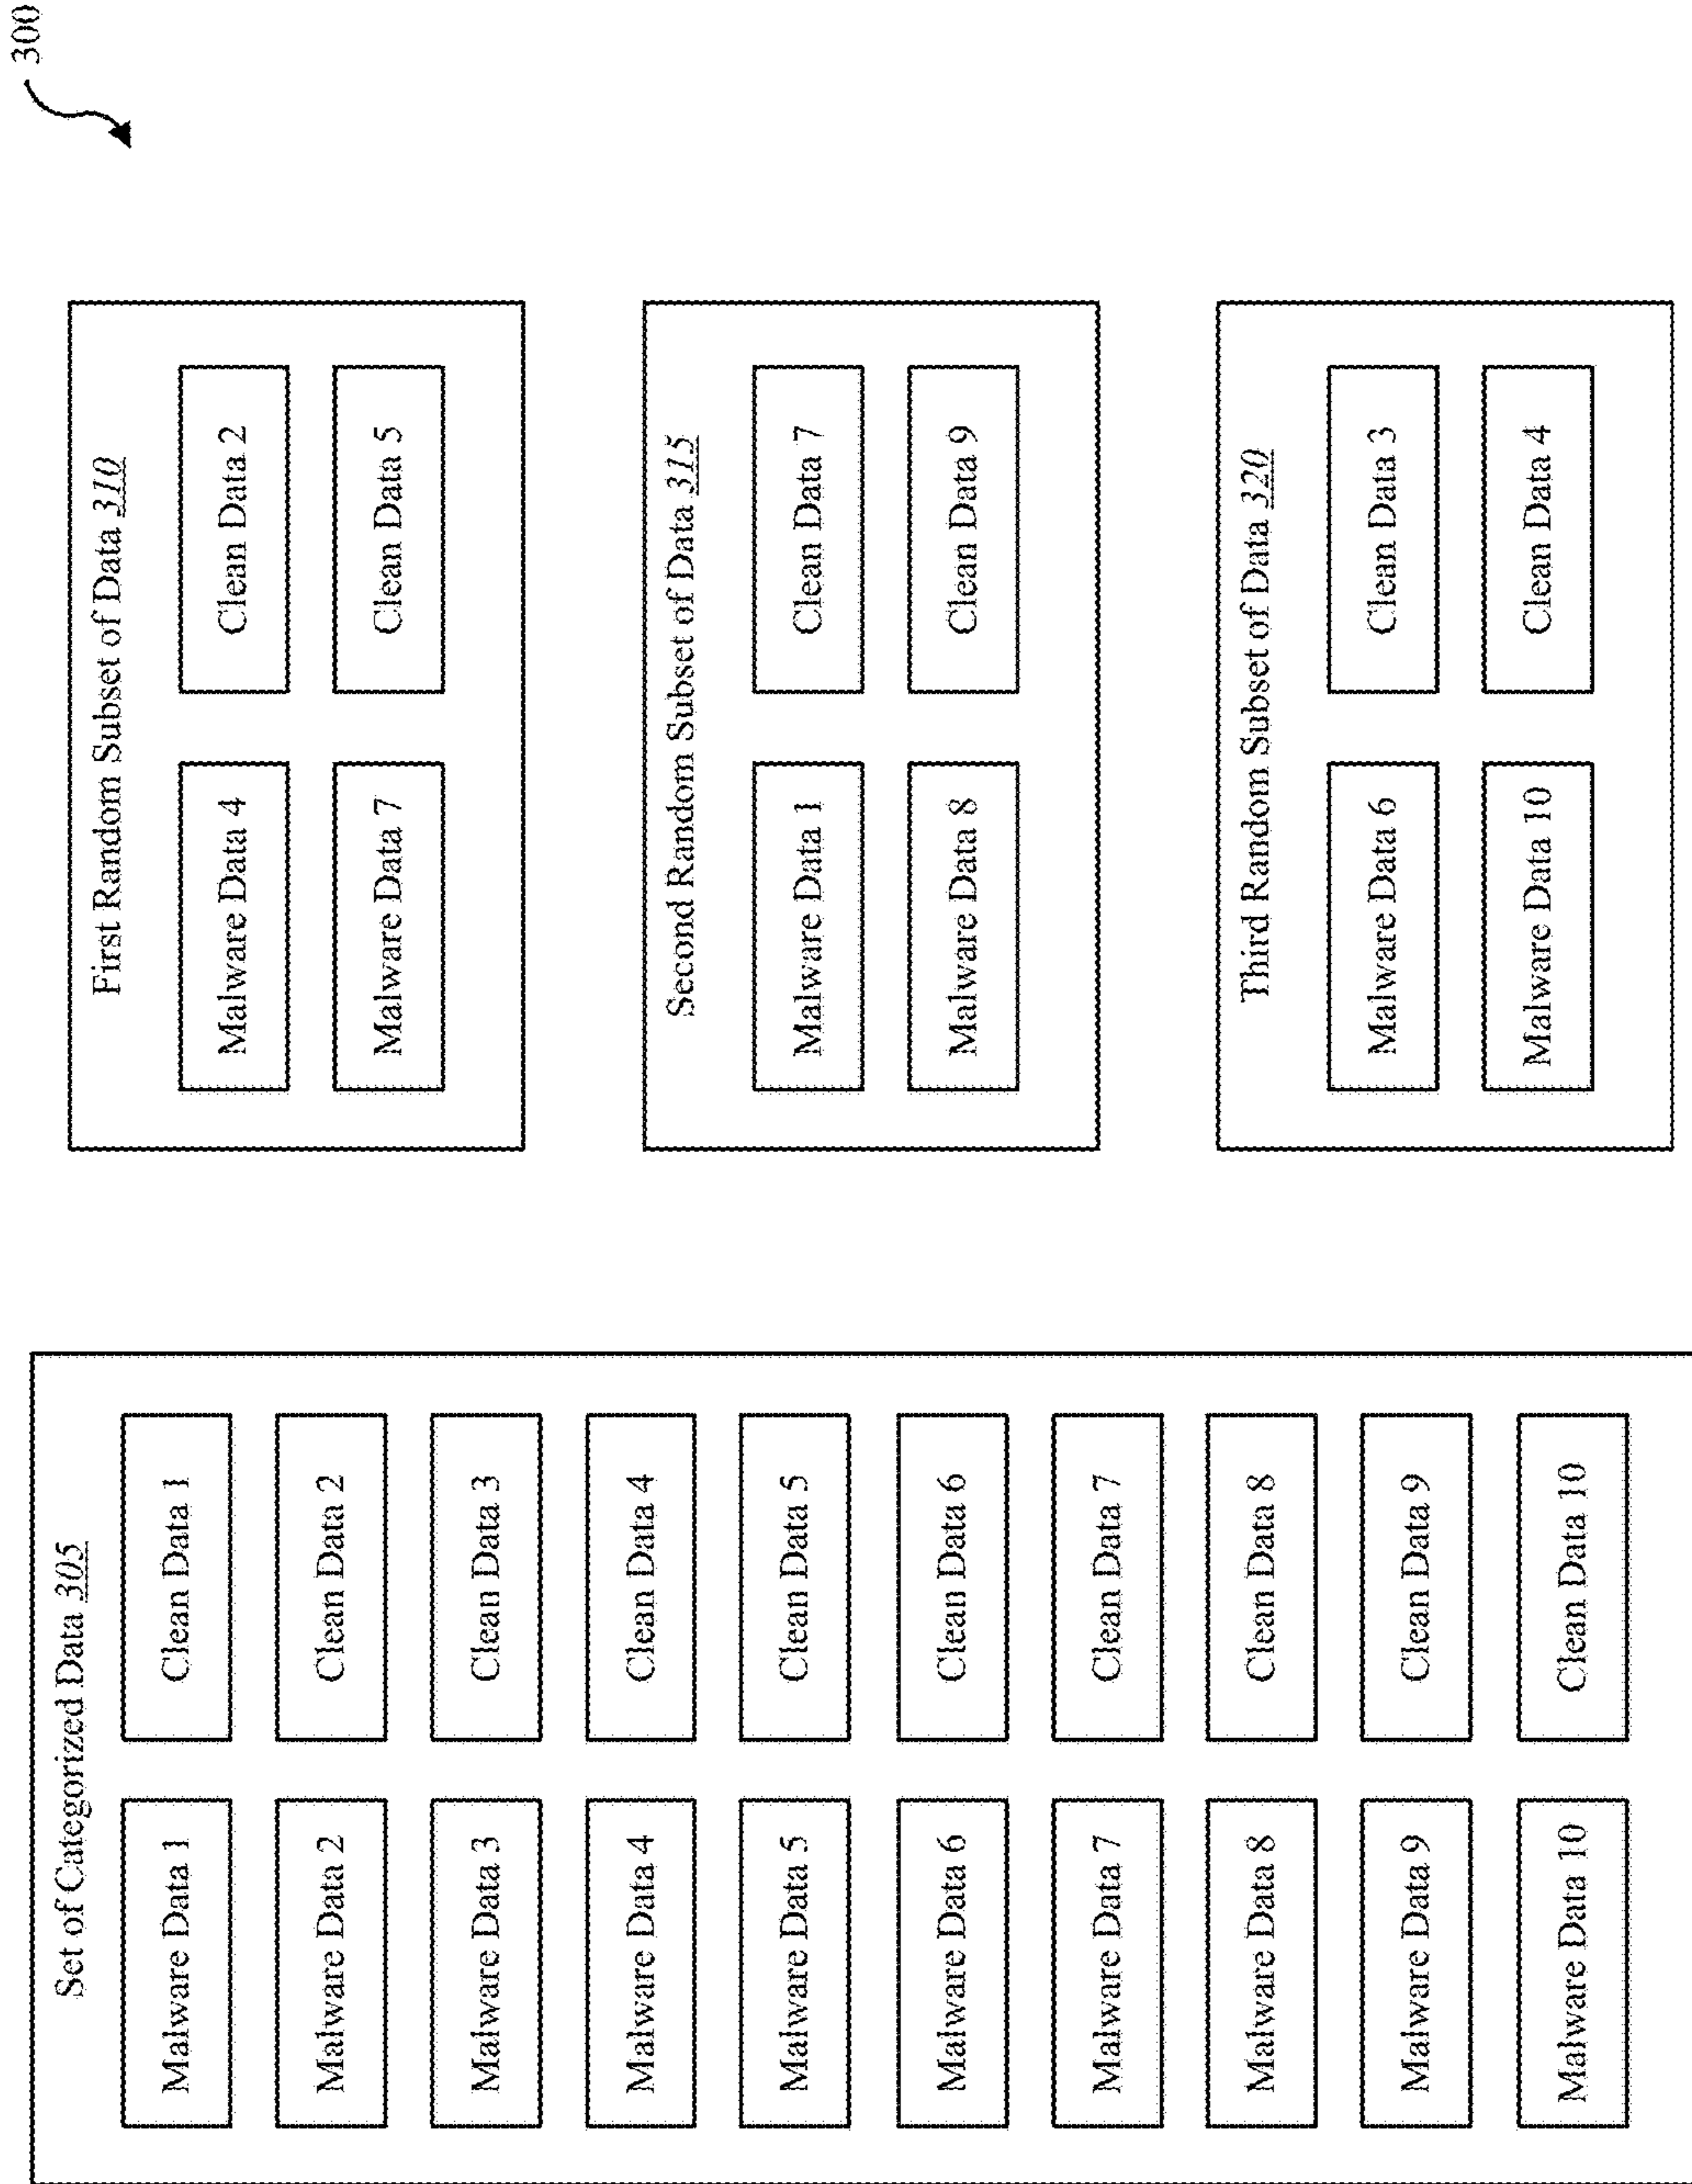 300
Set of Categorized Data 305
Malware Data 1
Clean Data 1
Malware Data 2
Clean Data 2
Malware Data 3
Clean Data 3
Malware Data 4
Clean Data 4
Malware Data 5
Clean Data 5
Malware Data 6
Clean Data 6
Malware Data 7
Clean Data 7
Malware Data 8
Clean Data 8
Malware Data 9
Clean Data 9
Malware Data 10
Clean Data 10
First Random Subset of Data 310
Malware Data 4
Clean Data 2
Malware Data 7
Clean Data 5
Second Random Subset of Data 315
Malware Data 1
Clean Data 7
Malware Data 8
Clean Data 9
Third Random Subset of Data 320
Malware Data 6
Clean Data 3
Malware Data 10
Clean Data 4